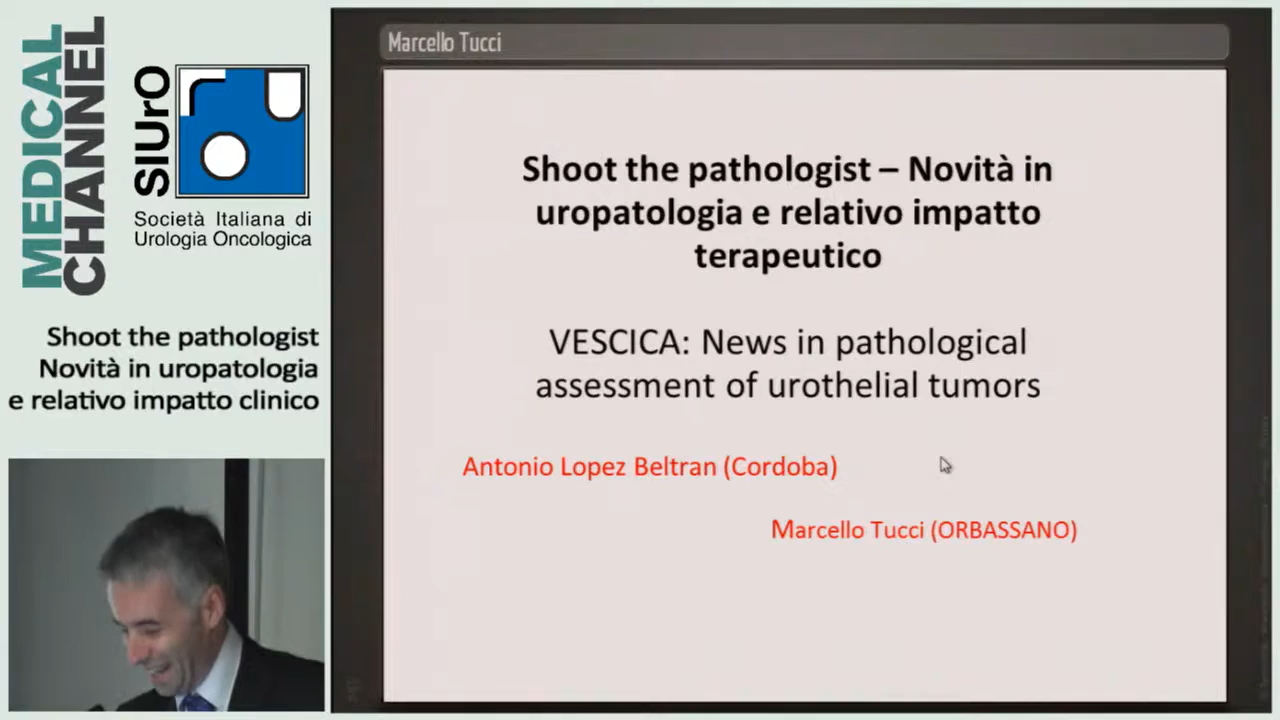 MEDICAL
CHANNEL
SIUrO
Società Italiana di
Urologia Oncologica
Shoot the pathologist
Novità in uropatologia
e relativo impatto clinico
Marcello Tucci
Shoot the pathologist – Novità in
uropatologia e relativo impatto
terapeutico
VESCICA: News in pathological
assessment of urothelial tumors
Antonio Lopez Beltran (Cordoba)
Marcello Tucci (ORBASSANO)